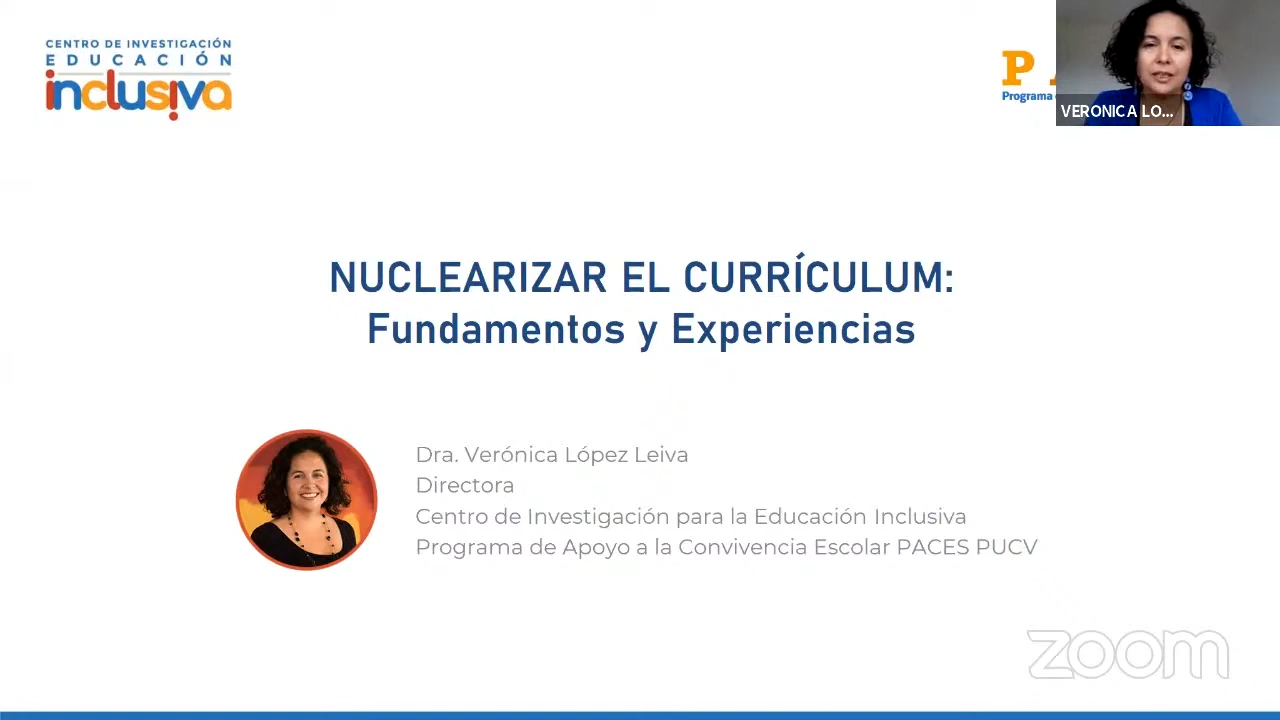 CENTRO DE INVESTIGACIÓN
EDUCACIÓN
inclusiva
P
Programa
VERONICA LO...
NUCLEARIZAR EL CURRÍCULUM:
Fundamentos y Experiencias
Dra. Verónica López Leiva
Directora
Centro de Investigación para la Educación Inclusiva
Programa de Apoyo a la Convivencia Escolar PACES PUCV
zoom